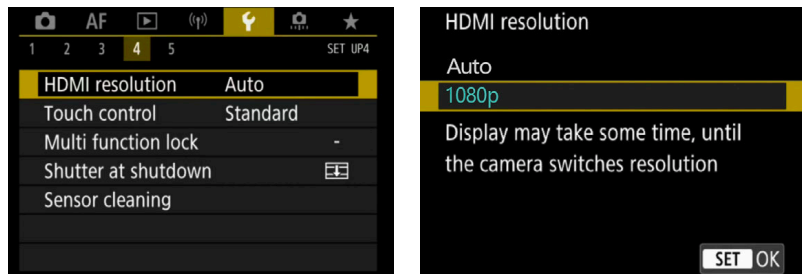 AF
1 2 3 4 5 SET UP4
HDMI resolution Auto
Touch control Standard
Multi function lock -
Shutter at shutdown
Sensor cleaning
HDMI resolution
Auto
1080p
Display may take some time, until
the camera switches resolution
SET OK